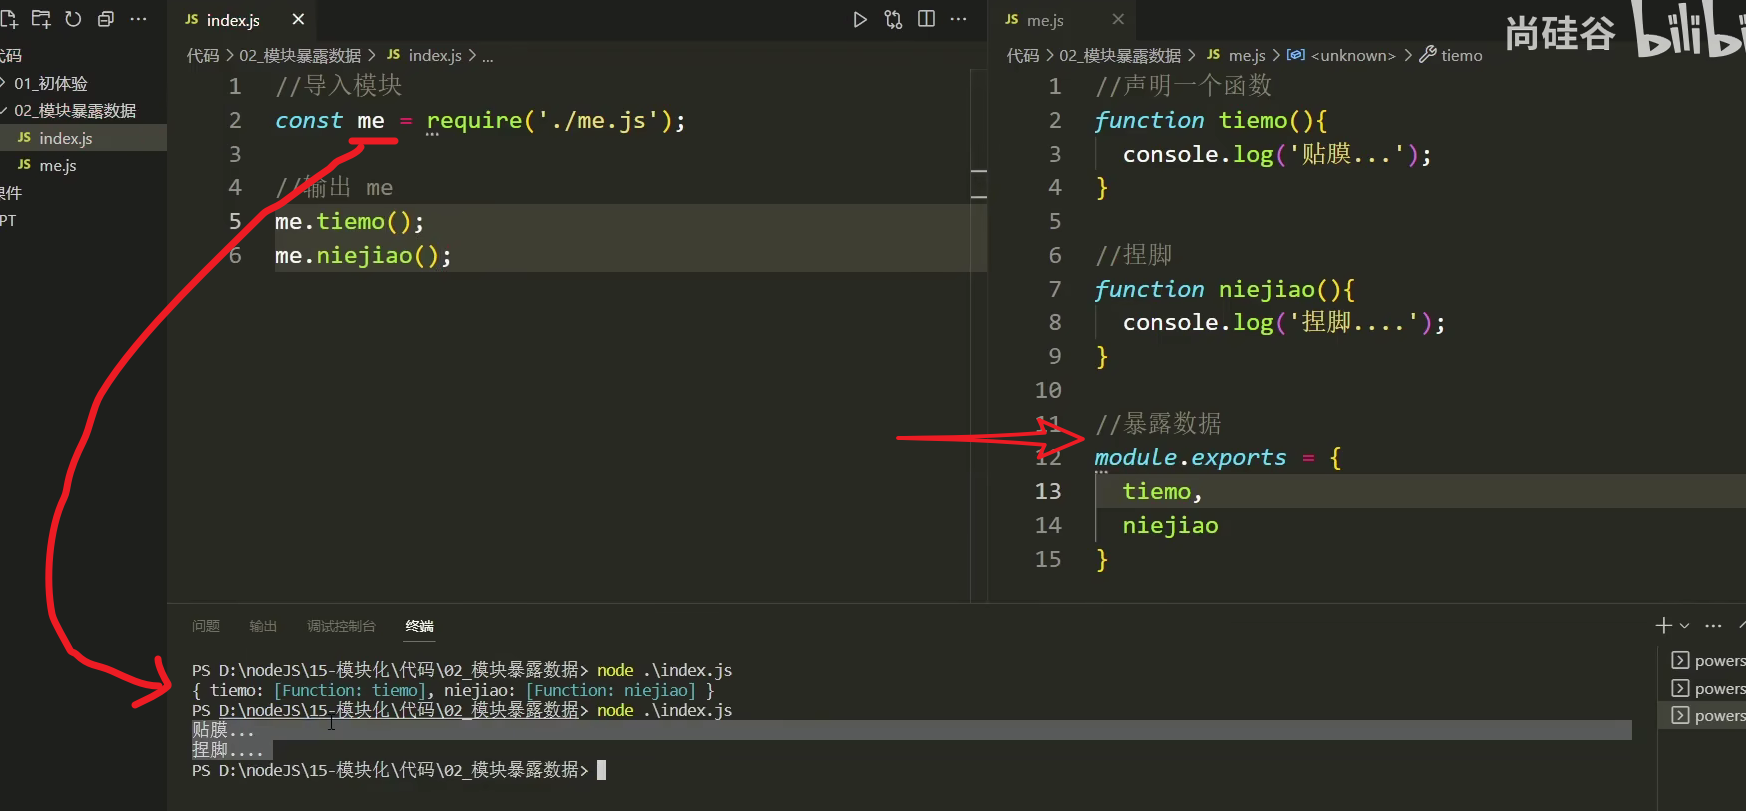 index.js
me.js
尚硅谷
bilibi
代码 > 02_模块暴露数据 > JS index.js > ...
代码 > 02_模块暴露数据 > JS me.js > <unknown> > tiemo
01_初体验
02_模块暴露数据
JS index.js
JS me.js
PT
1 //导入模块
2 const me = require('./me.js');
3
4 //输出 me
5 me.tiemo();
6 me.niejiao();
1 //声明一个函数
2 function tiemo(){
3 console.log('贴膜...');
4 }
5
6 //捏脚
7 function niejiao(){
8 console.log('捏脚....');
9 }
10
11 //暴露数据
12 module.exports = {
13 tiemo,
14 niejiao
15 }
问题 输出 调试控制台 终端
PS D:\nodeJS\15-模块化\代码\02_模块暴露数据> node .\index.js
{ tiemo: [Function: tiemo], niejiao: [Function: niejiao] }
PS D:\nodeJS\15-模块化\代码\02_模块暴露数据> node .\index.js
贴膜...
捏脚....
PS D:\nodeJS\15-模块化\代码\02_模块暴露数据>
powers
powers
powers